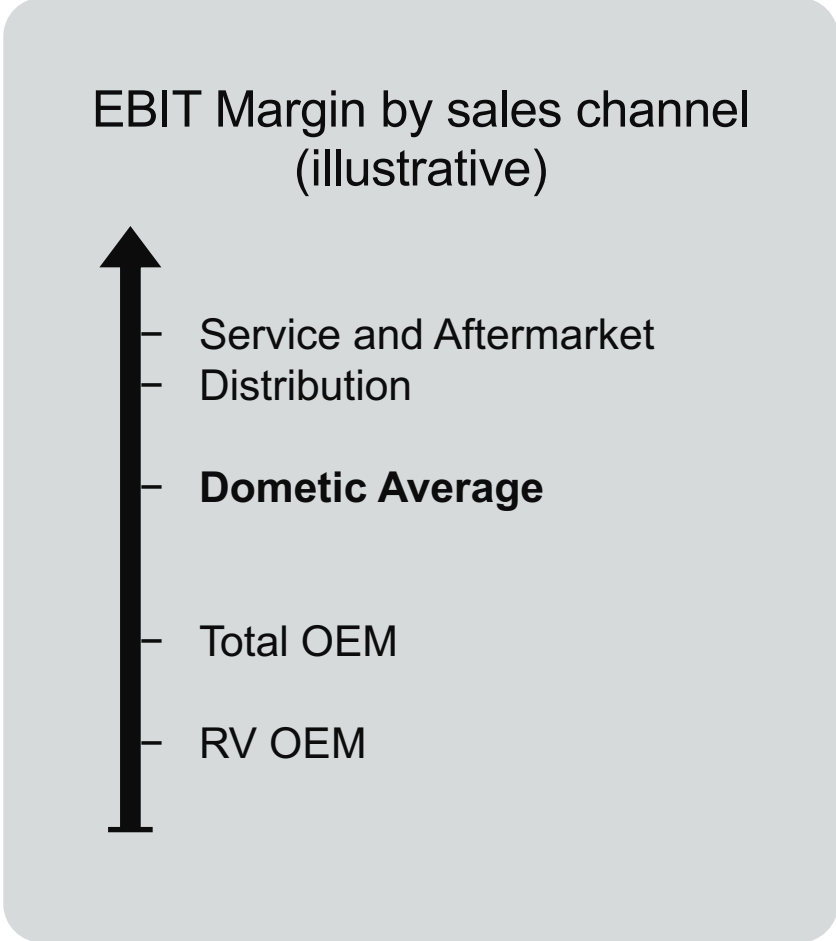 EBIT Margin by sales channel
(illustrative)
Service and Aftermarket
Distribution
Dometic Average
Total OEM
RV OEM